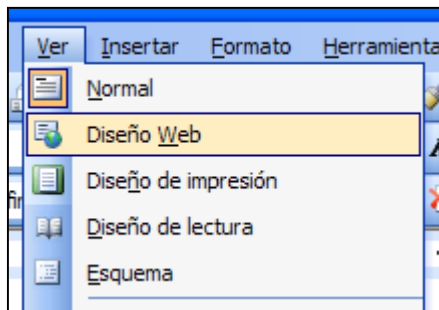 Ver Insertar Formato Herramienta
Normal
Diseño Web
Diseño de impresión
Diseño de lectura
Esquema